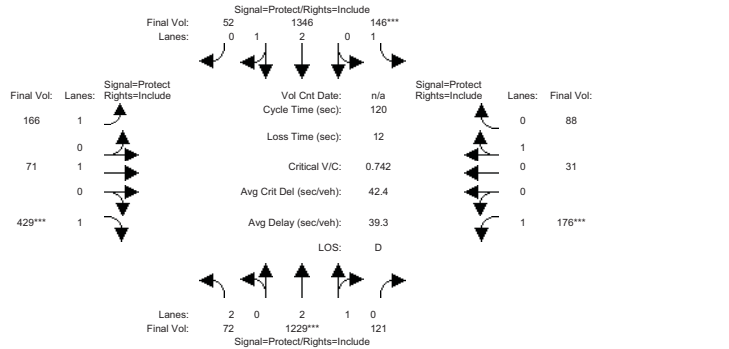 Signal=Protect/Rights=Include
Final Vol: 52 1346 146***
Lanes: 0 1 2 0 1
Signal=Protect
Final Vol: Lanes: Rights=Include
Vol Cnt Date: n/a
Signal=Protect
Rights=Include Lanes: Final Vol:
Cycle Time (sec): 120
166 1
0 88
Loss Time (sec): 12
0
1
71 1
Critical V/C: 0.742
0 31
0
Avg Crit Del (sec/veh): 42.4
0
429*** 1
Avg Delay (sec/veh): 39.3
1 176***
LOS: D
Lanes: 2 0 2 1 0
Final Vol: 72 1229*** 121
Signal=Protect/Rights=Include